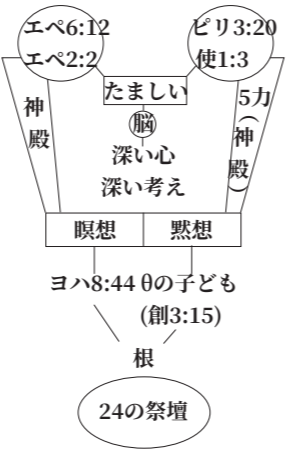 エペ6:12
エペ2:2
ピリ3:20
使1:3
たましい
脳
深い心
深い考え
神殿
5力(神殿)
瞑想
黙想
ヨハ8:44 θの子ども
(創3:15)
根
24の祭壇